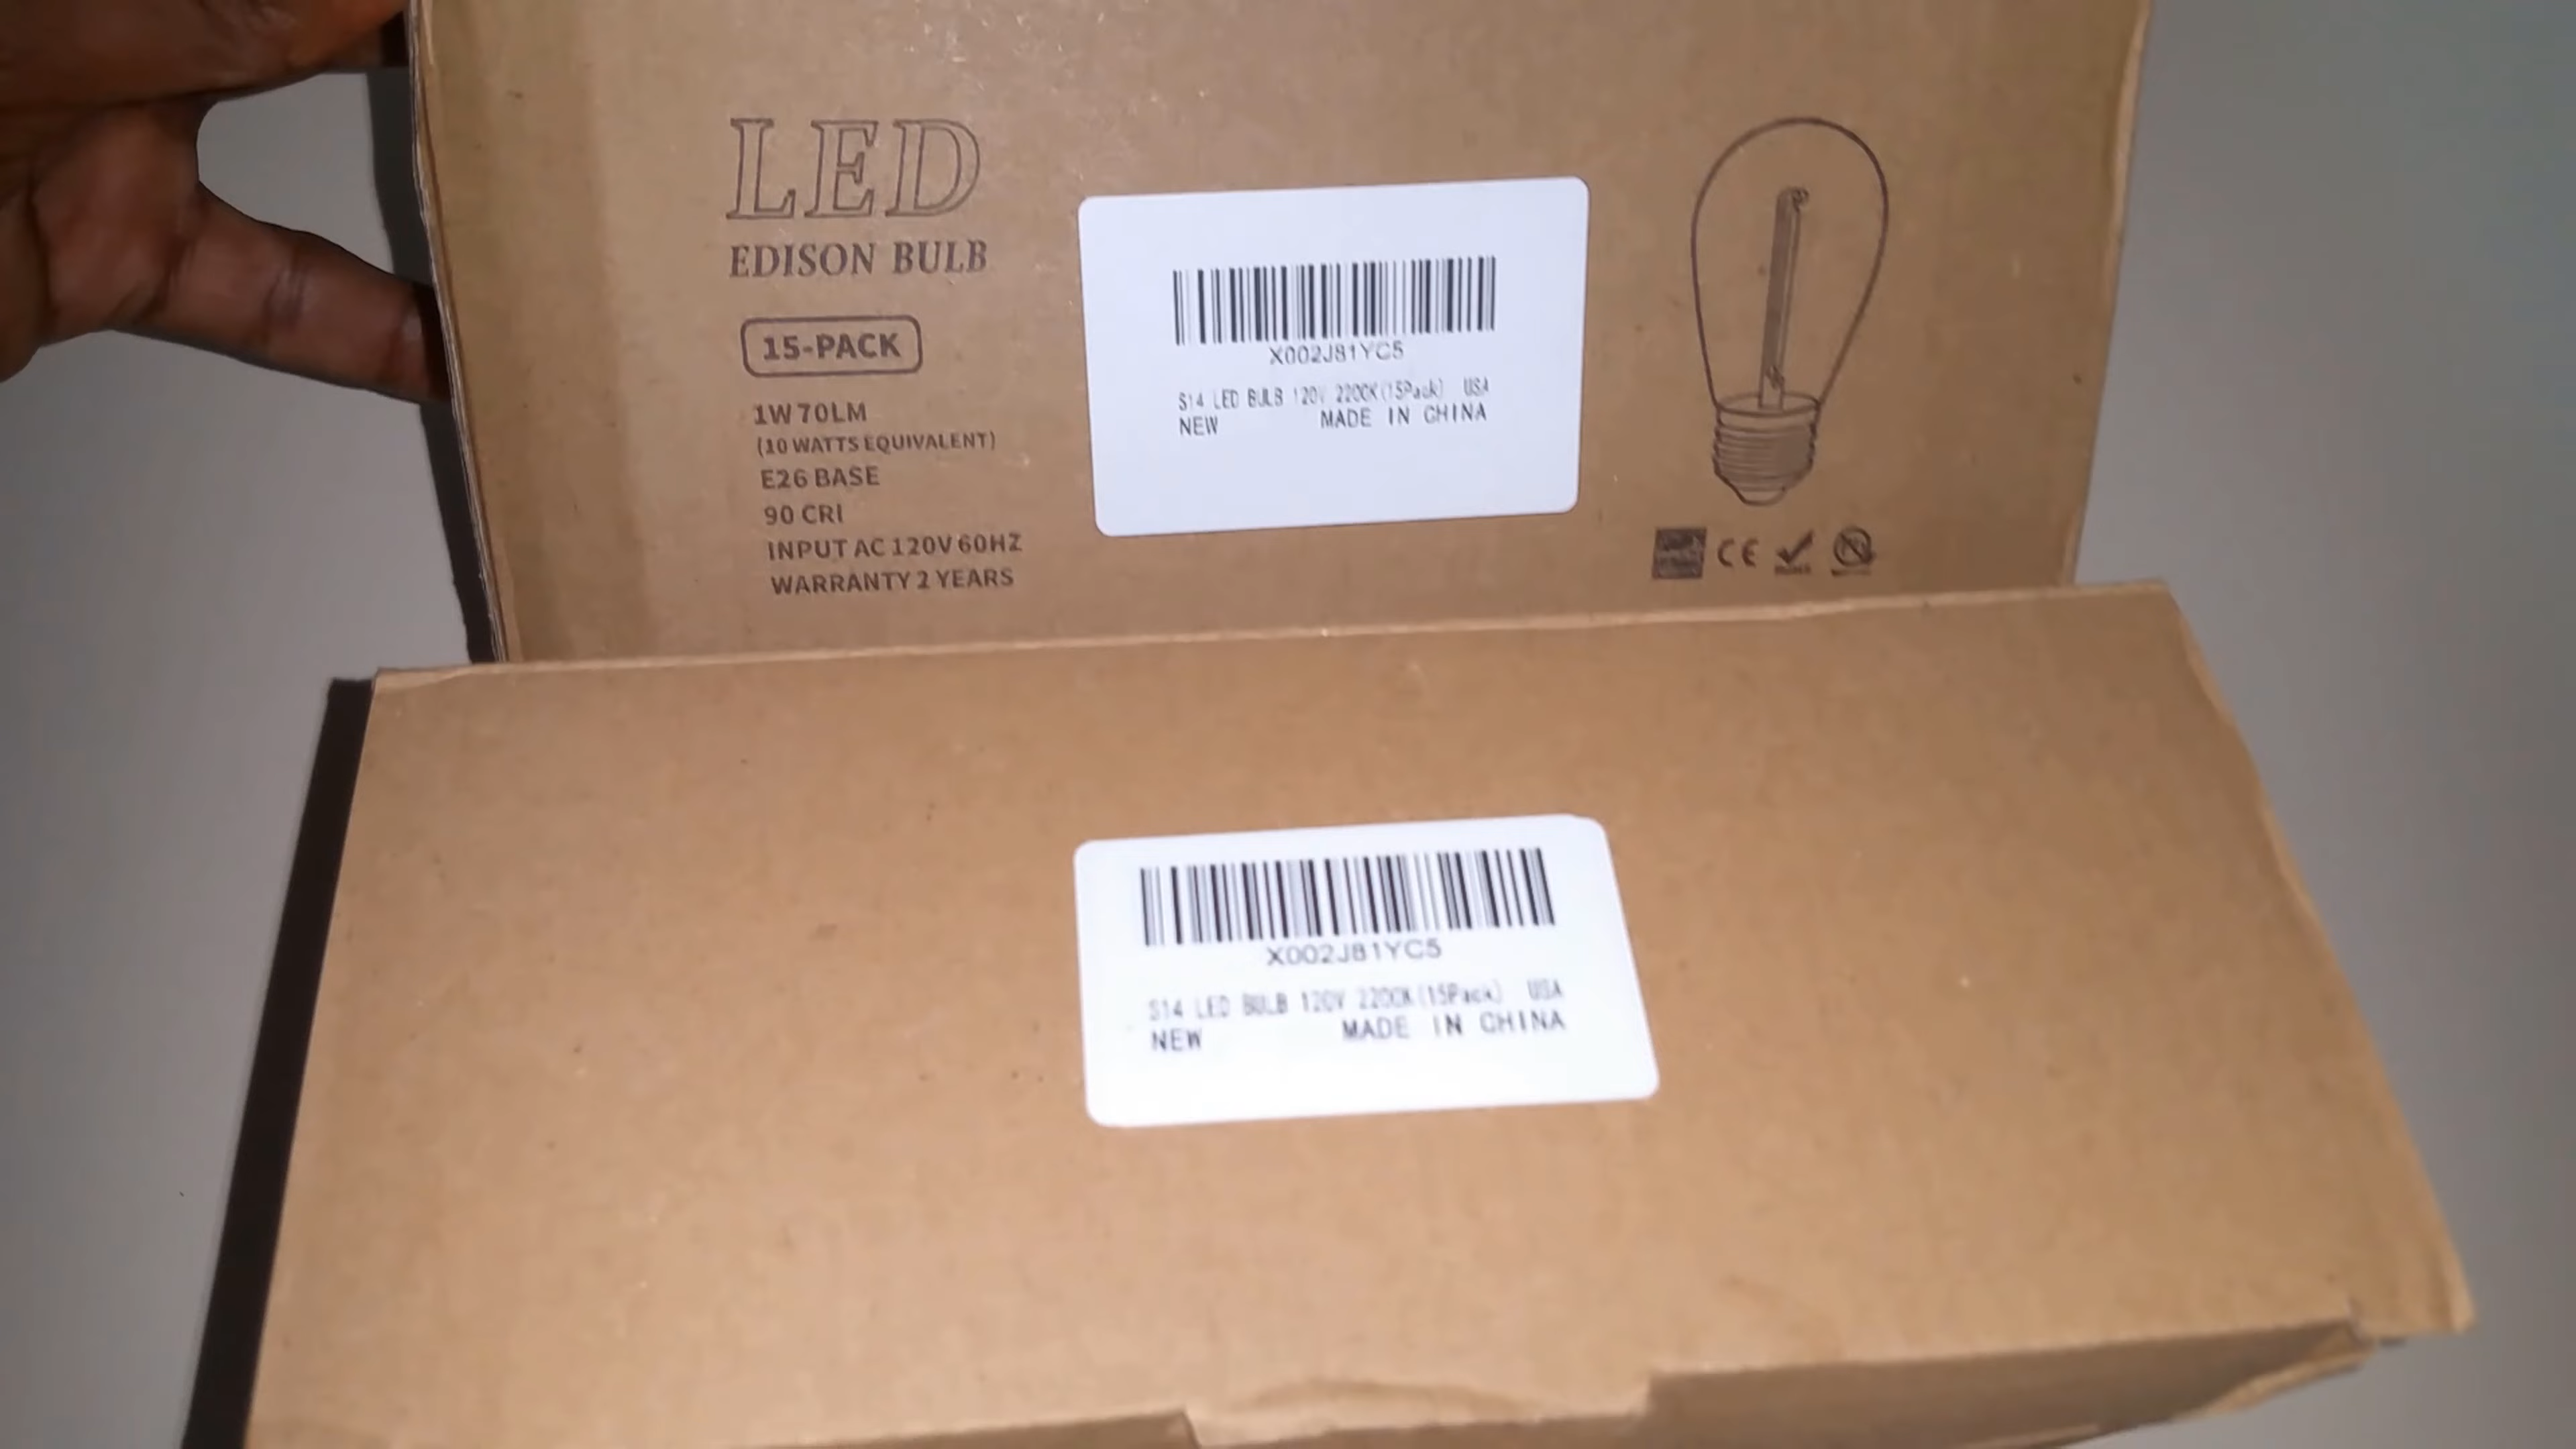 LED
EDISON BULB
15-PACK
1W 70LM
(10 WATTS EQUIVALENT)
E26 BASE
90 CRI
INPUT AC 120V 60HZ
WARRANTY 2 YEARS
X002J81YC5
S14 LED BULB 120V 2200K(15Pack) USA
NEW MADE IN CHINA
CE
X002J81YC5
S14 LED BULB 120V 2200K(15Pack) USA
NEW MADE IN CHINA